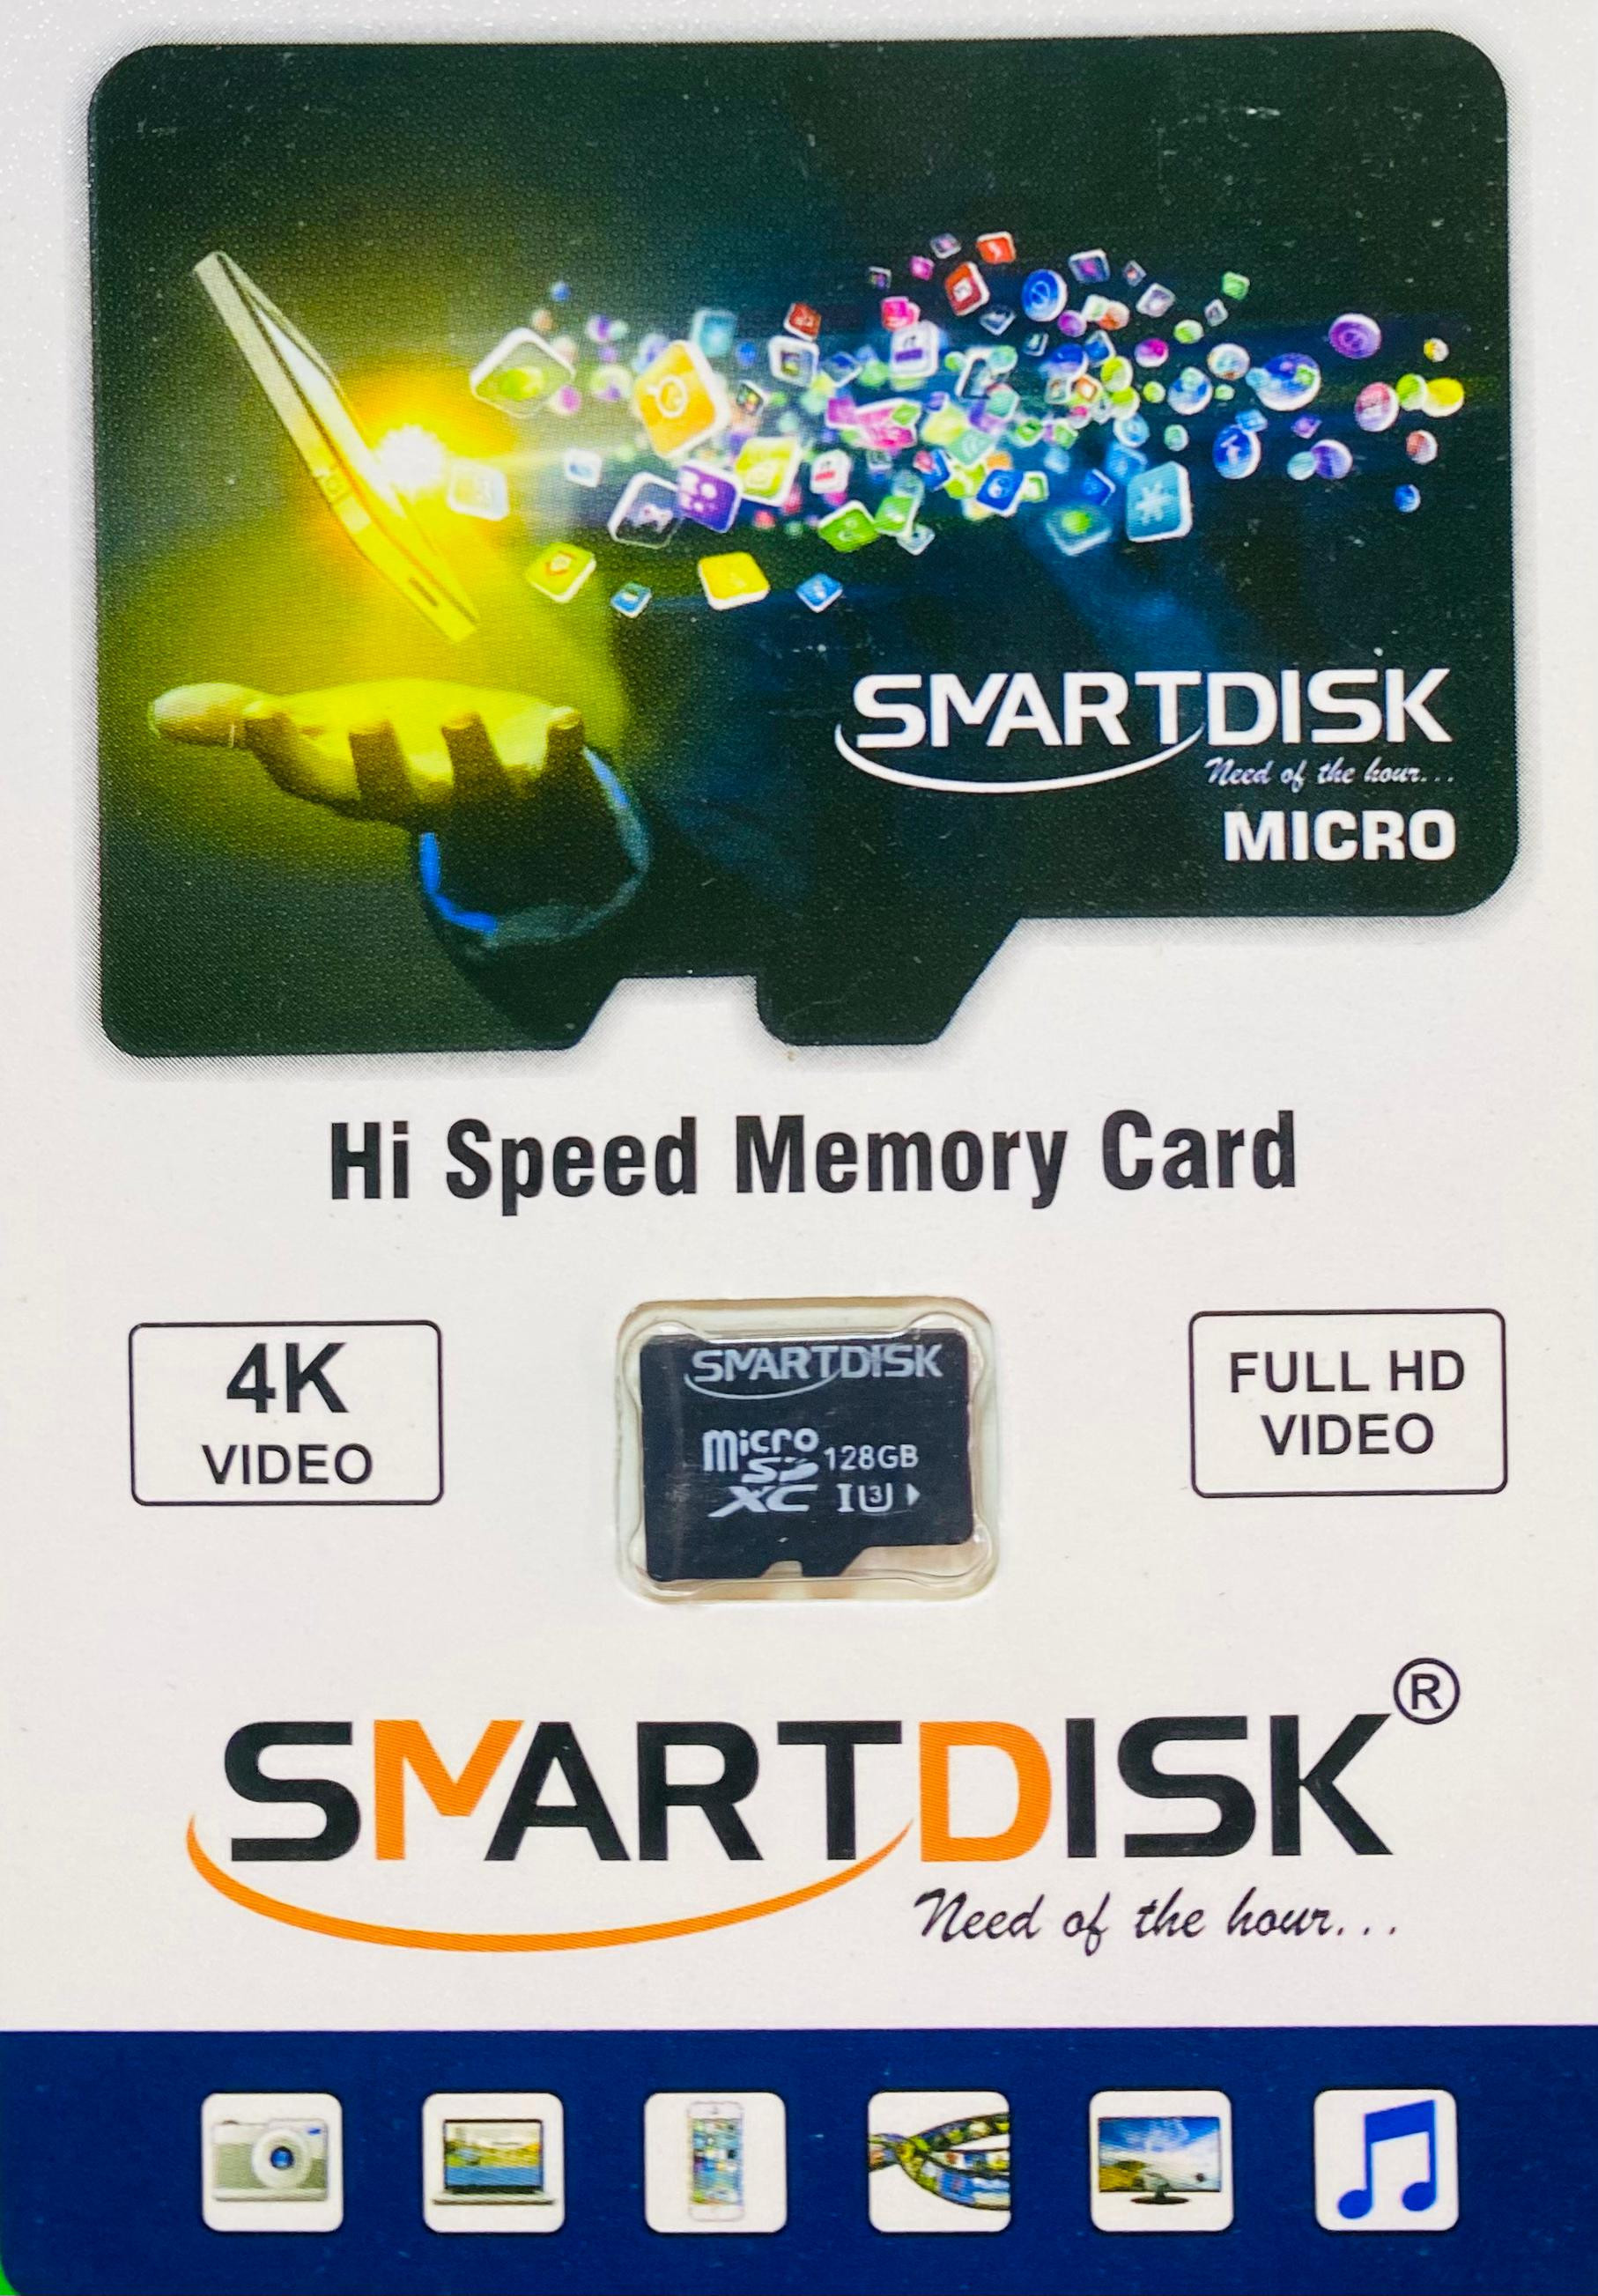 SMARTDISK
Need of the hour...
MICRO
Hi Speed Memory Card
4K
VIDEO
SMARTDISK
micro
SD 128GB
XC I U3
FULL HD
VIDEO
SMARTDISK®
Need of the hour...